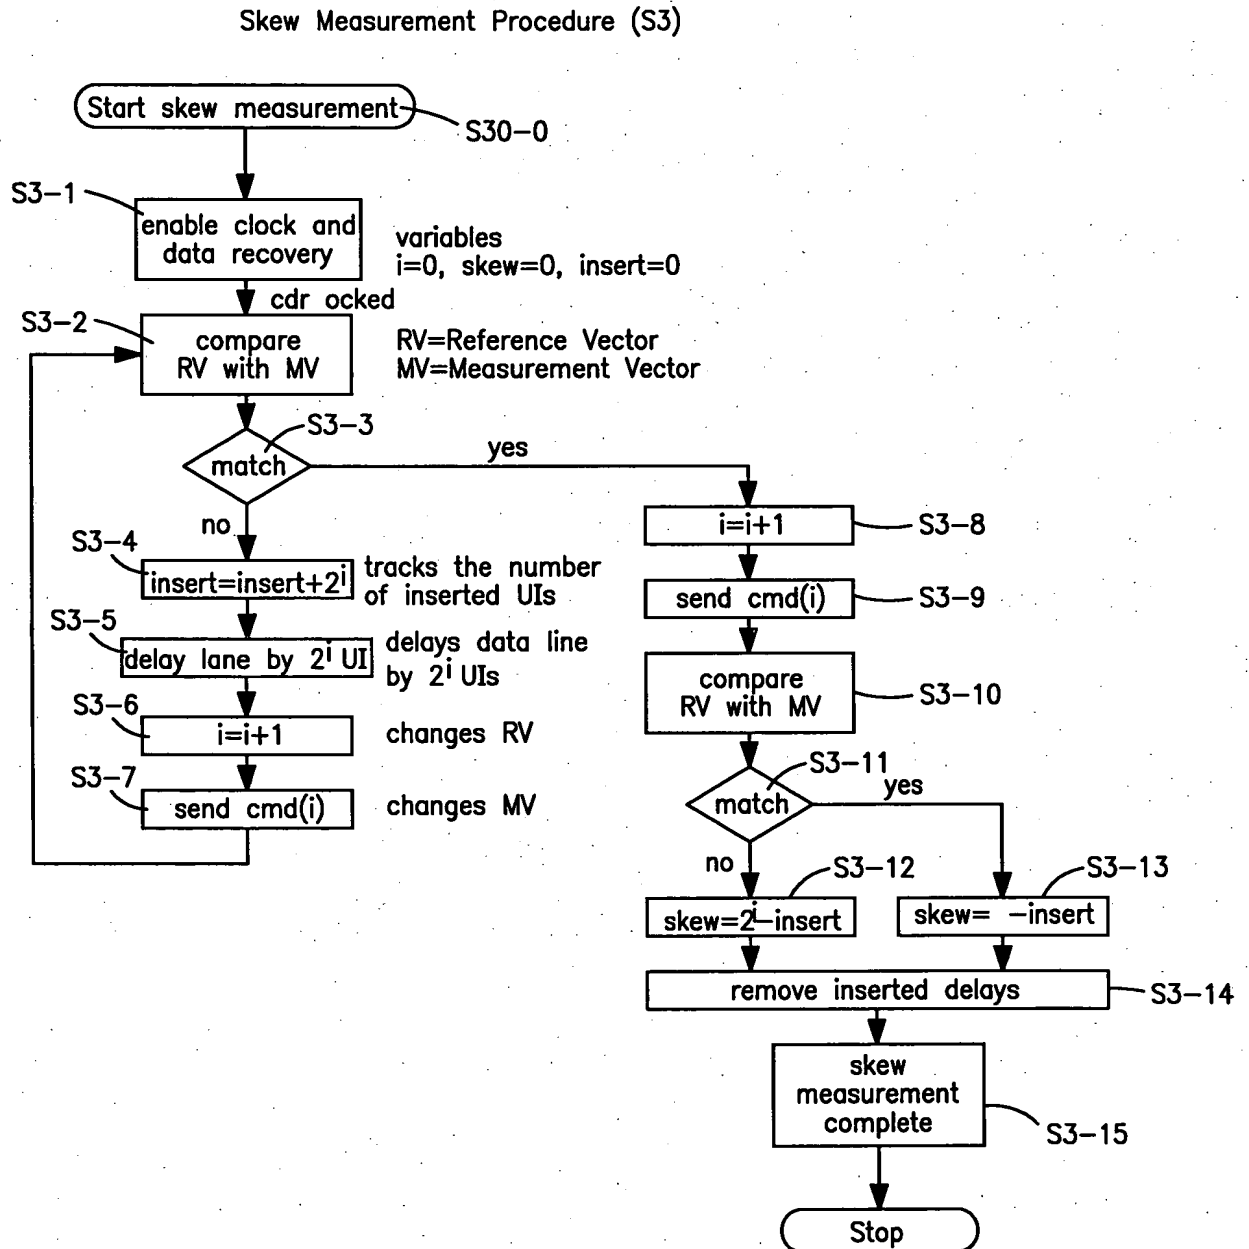 Skew Measurement Procedure (S3)
Start skew measurement
S30-0
S3-1
enable clock and
data recovery
variables
i=0, skew=0, insert=0
cdr ocked
S3-2
compare
RV with MV
RV=Reference Vector
MV=Measurement Vector
S3-3
match
yes
no
S3-4
insert=insert+2^i
tracks the number
of inserted UIs
S3-5
delay lane by 2^i UI
delays data line
by 2^i UIs
S3-6
i=i+1
changes RV
S3-7
send cmd(i)
changes MV
i=i+1
S3-8
send cmd(i)
S3-9
compare
RV with MV
S3-10
S3-11
match
yes
no
S3-12
skew=2^i-insert
S3-13
skew= -insert
remove inserted delays
S3-14
skew
measurement
complete
S3-15
Stop